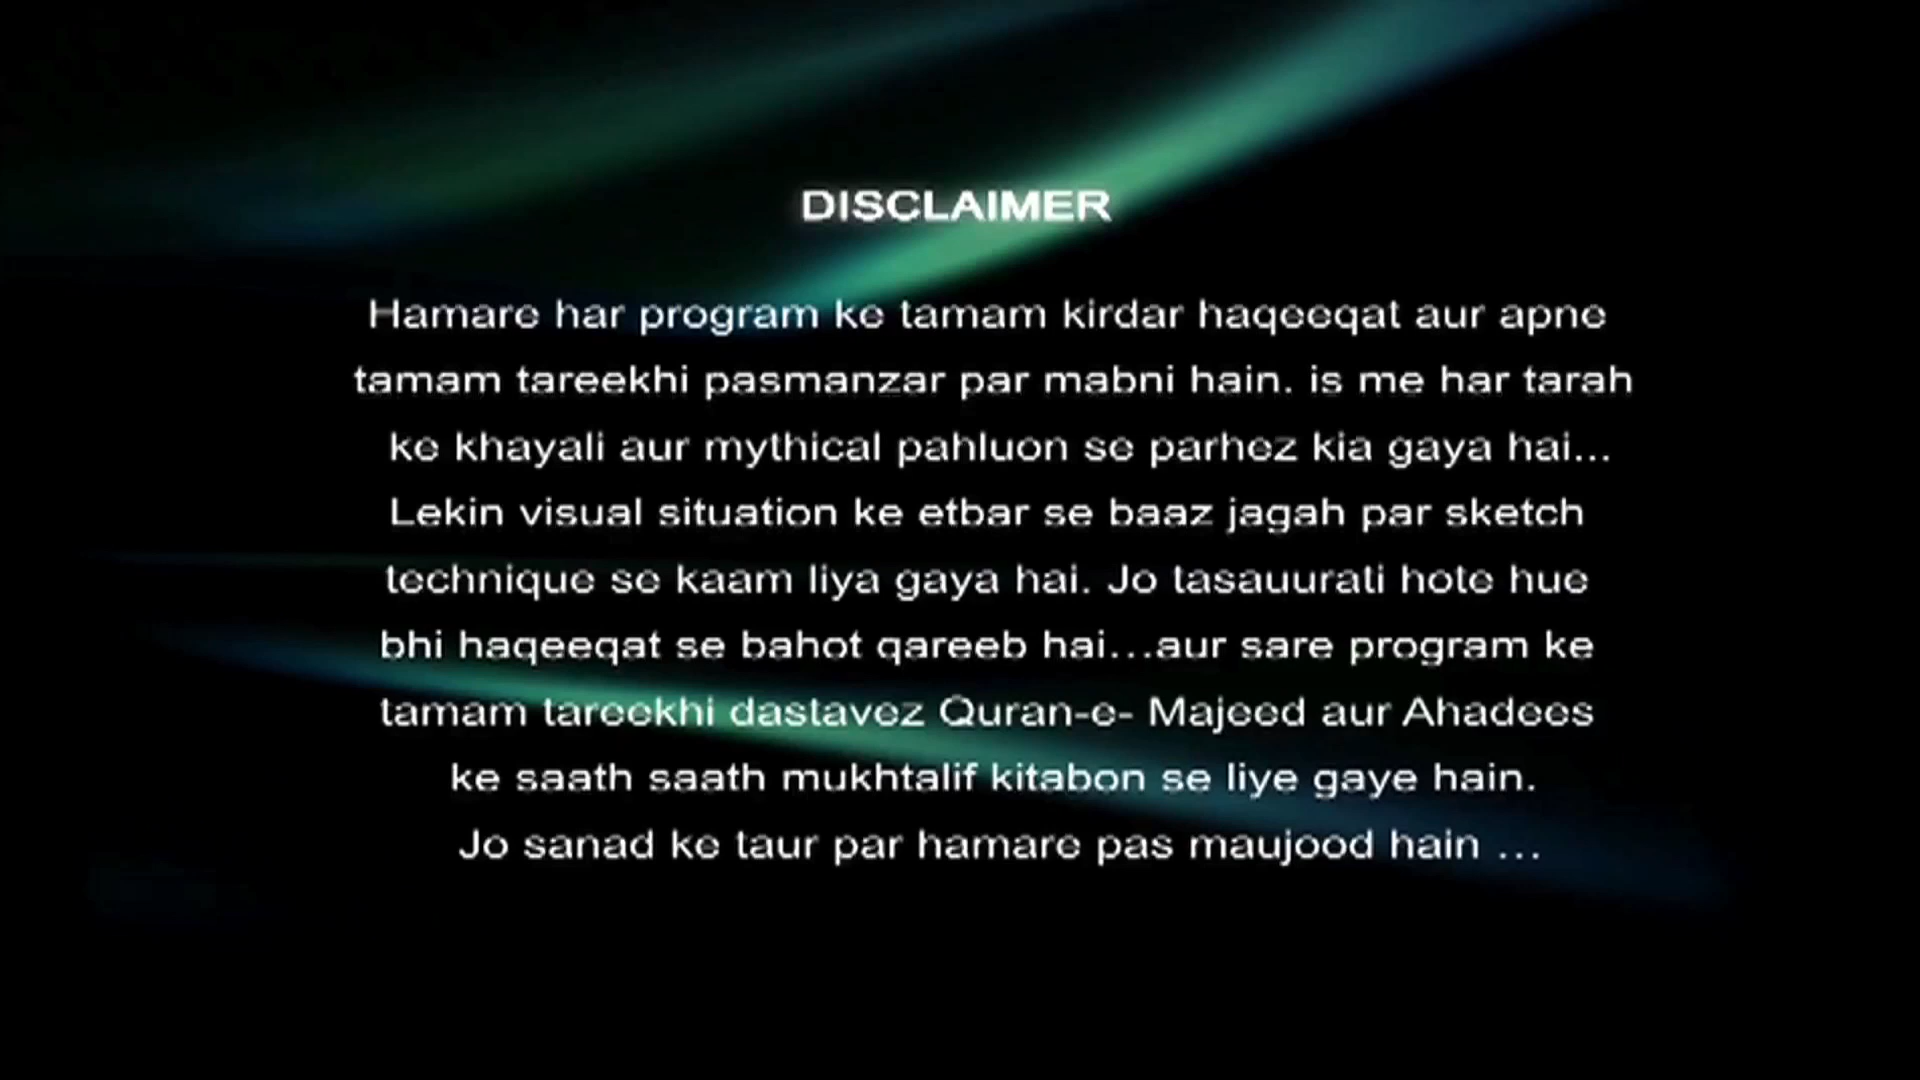 DISCLAIMER
Hamare har program ke tamam kirdar haqeeqat aur apne
tamam tareekhi pasmanzar par mabni hain. is me har tarah
ke khayali aur mythical pahluon se parhez kia gaya hai...
Lekin visual situation ke etbar se baaz jagah par sketch
technique se kaam liya gaya hai. Jo tasauurati hote hue
bhi haqeeqat se bahot qareeb hai...aur sare program ke
tamam tareekhi dastavez Quran-e- Majeed aur Ahadees
ke saath saath mukhtalif kitabon se liye gaye hain.
Jo sanad ke taur par hamare pas maujood hain ...